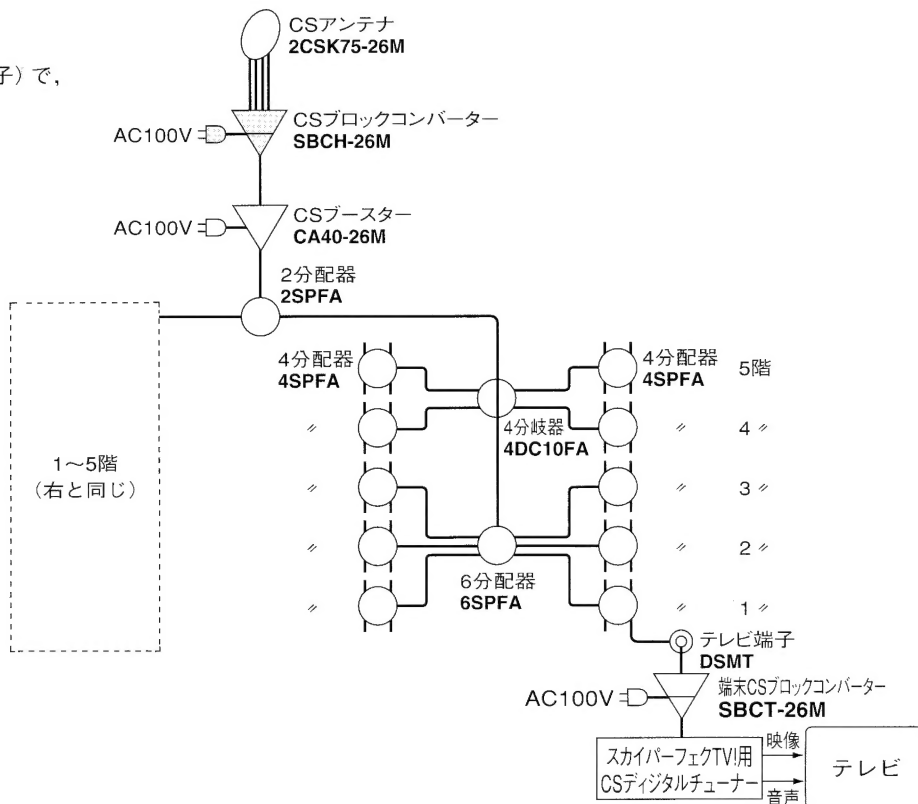 CSアンテナ
2CSK75-26M
子）で，
AC100V
CSブロックコンバーター
SBCH-26M
AC100V
CSブースター
CA40-26M
2分配器
2SPFA
4分配器
4SPFA
4分配器
4SPFA
5階
〃
4分岐器
4DC10FA
〃
4〃
1〜5階
（右と同じ）
〃
〃
3〃
〃
〃
2〃
6分配器
6SPFA
〃
〃
1〃
テレビ端子
DSMT
AC100V
端末CSブロックコンバーター
SBCT-26M
スカイパーフェクTV!用
CSディジタルチューナー
映像
音声
テレビ